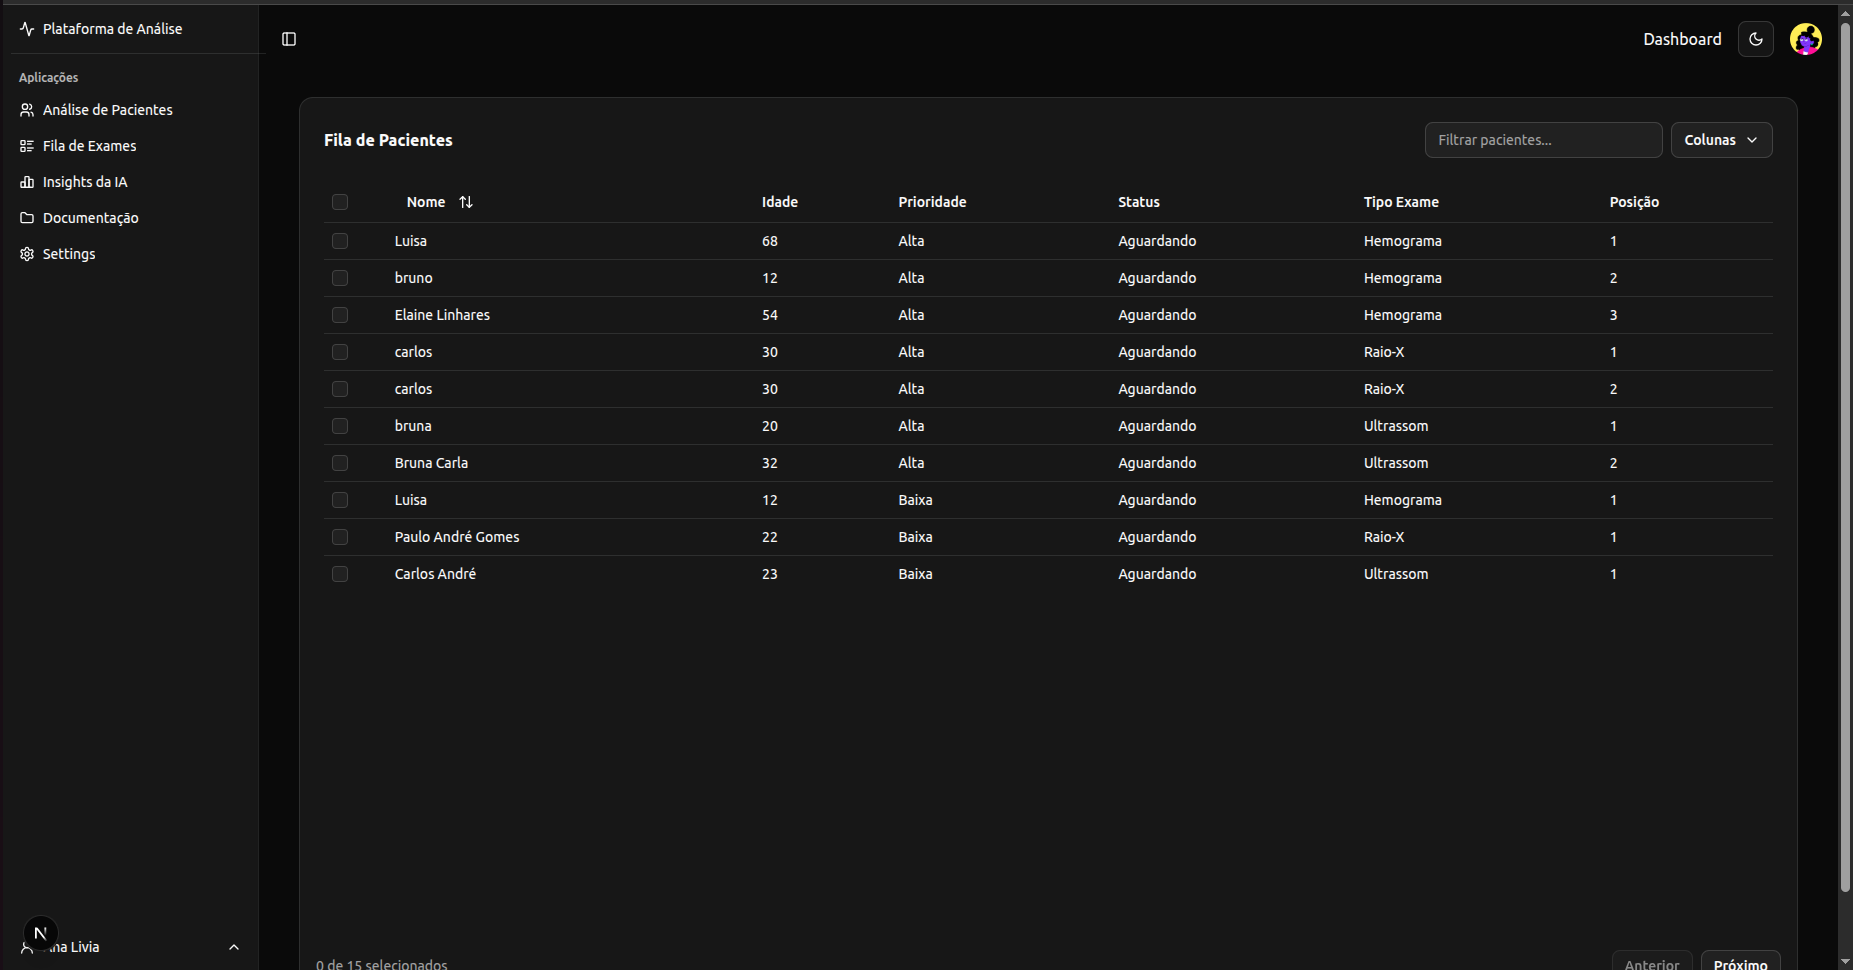 Plataforma de Análise
Dashboard
Aplicações
Análise de Pacientes
Fila de Exames
Insights da IA
Documentação
Settings
Fila de Pacientes
Filtrar pacientes...
Colunas
Nome Idade Prioridade Status Tipo Exame Posição
Luisa 68 Alta Aguardando Hemograma 1
bruno 12 Alta Aguardando Hemograma 2
Elaine Linhares 54 Alta Aguardando Hemograma 3
carlos 30 Alta Aguardando Raio-X 1
carlos 30 Alta Aguardando Raio-X 2
bruna 20 Alta Aguardando Ultrassom 1
Bruna Carla 32 Alta Aguardando Ultrassom 2
Luisa 12 Baixa Aguardando Hemograma 1
Paulo André Gomes 22 Baixa Aguardando Raio-X 1
Carlos André 23 Baixa Aguardando Ultrassom 1
N
Livia
0 de 15 selecionados
Anterior
Próximo